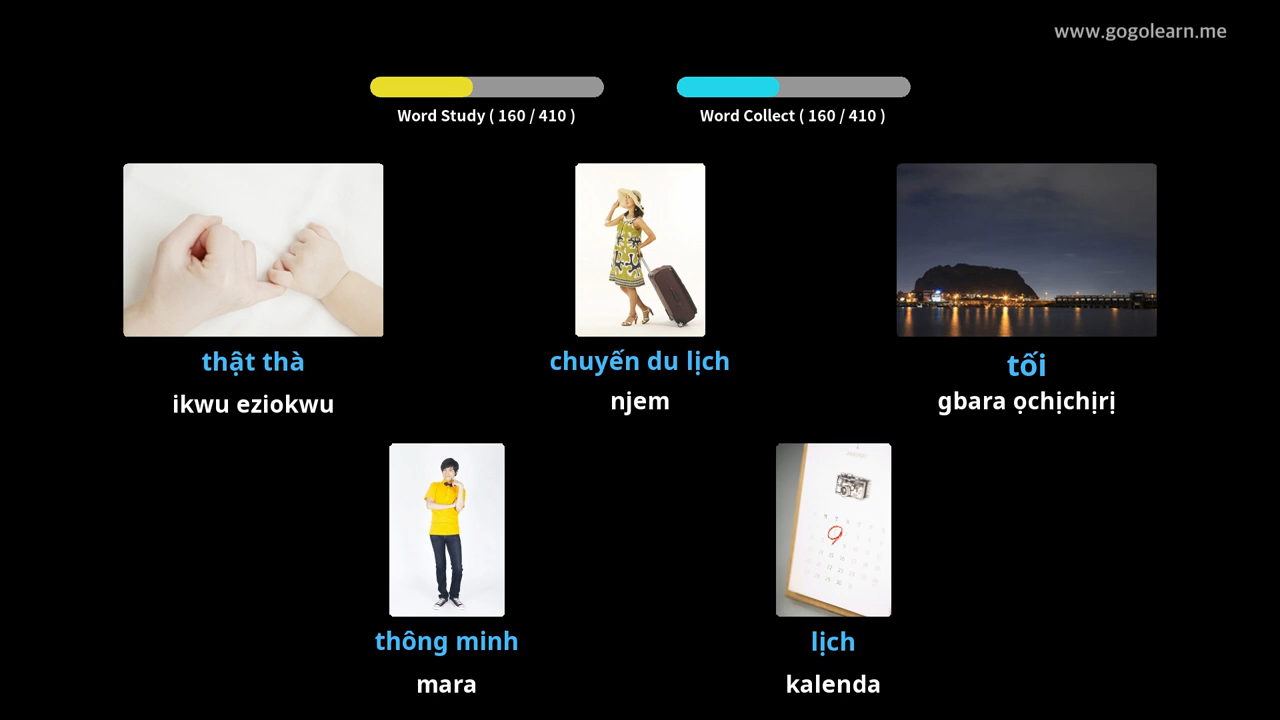 www.gogolearn.me
Word Study ( 160 / 410 )
Word Collect ( 160 / 410 )
thật thà
ikwu eziokwu
chuyến du lịch
njem
tối
gbara ọchịchịrị
thông minh
mara
lịch
kalenda